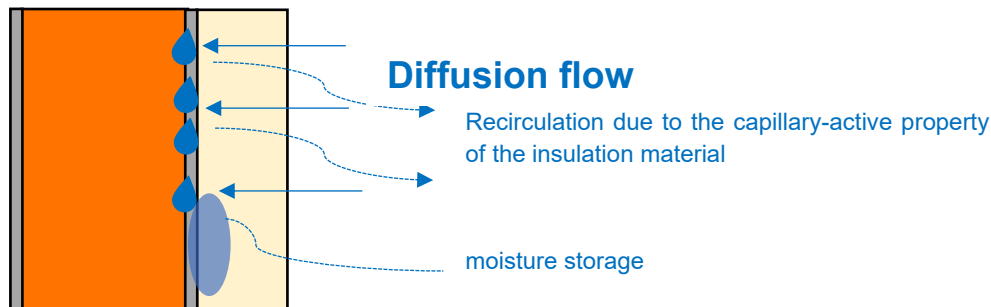 Diffusion flow
Recirculation due to the capillary-active property
of the insulation material
moisture storage